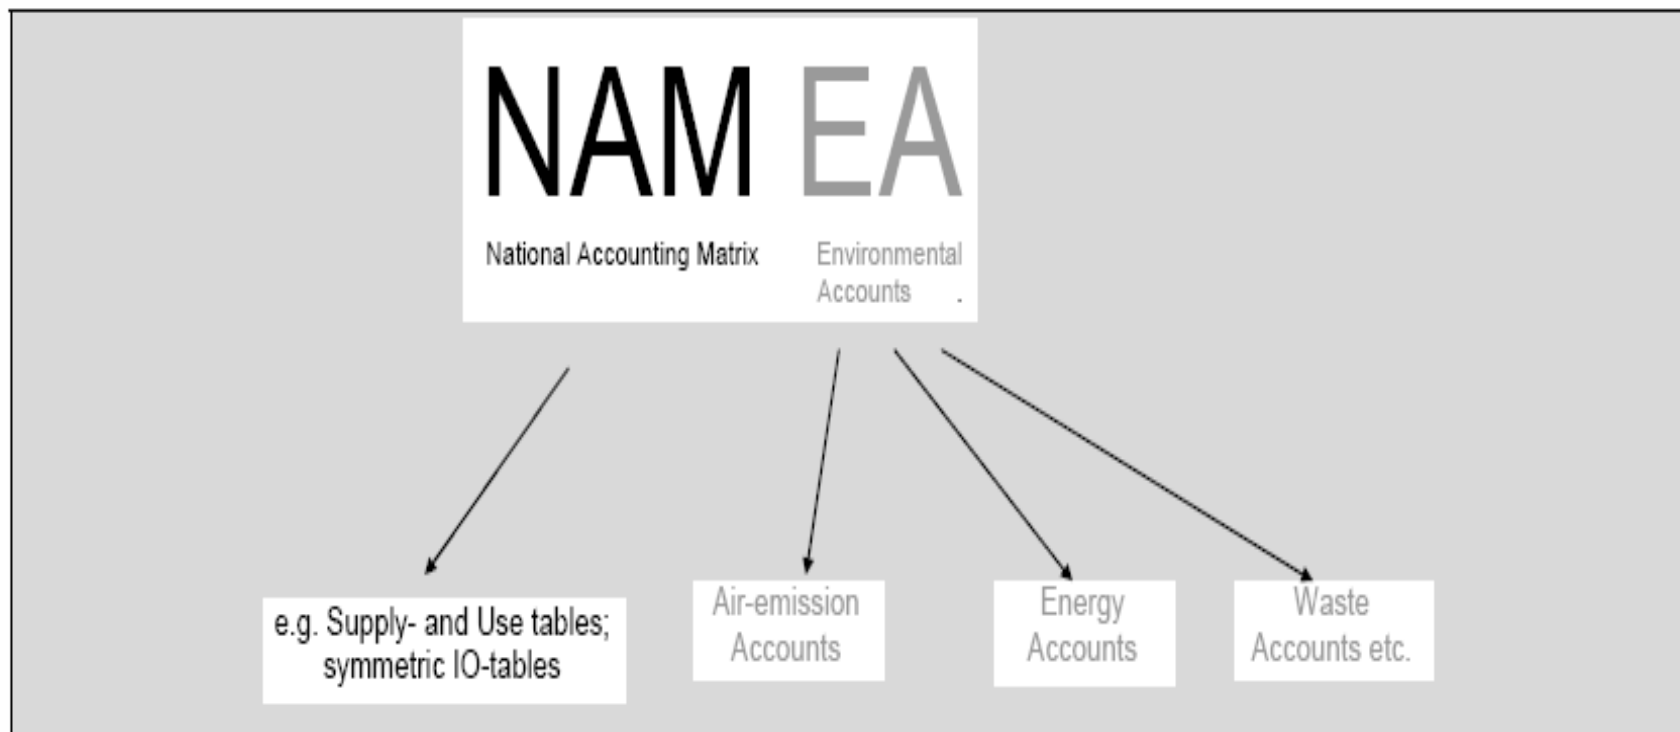 NAM EA
National Accounting Matrix Environmental
Accounts .
e.g. Supply- and Use tables;
symmetric IO-tables
Air-emission
Accounts
Energy
Accounts
Waste
Accounts etc.